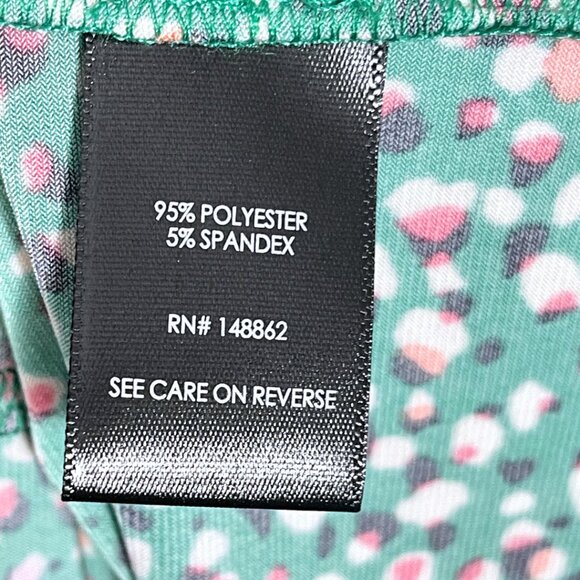 95% POLYESTER
5% SPANDEX
RN# 148862
SEE CARE ON REVERSE